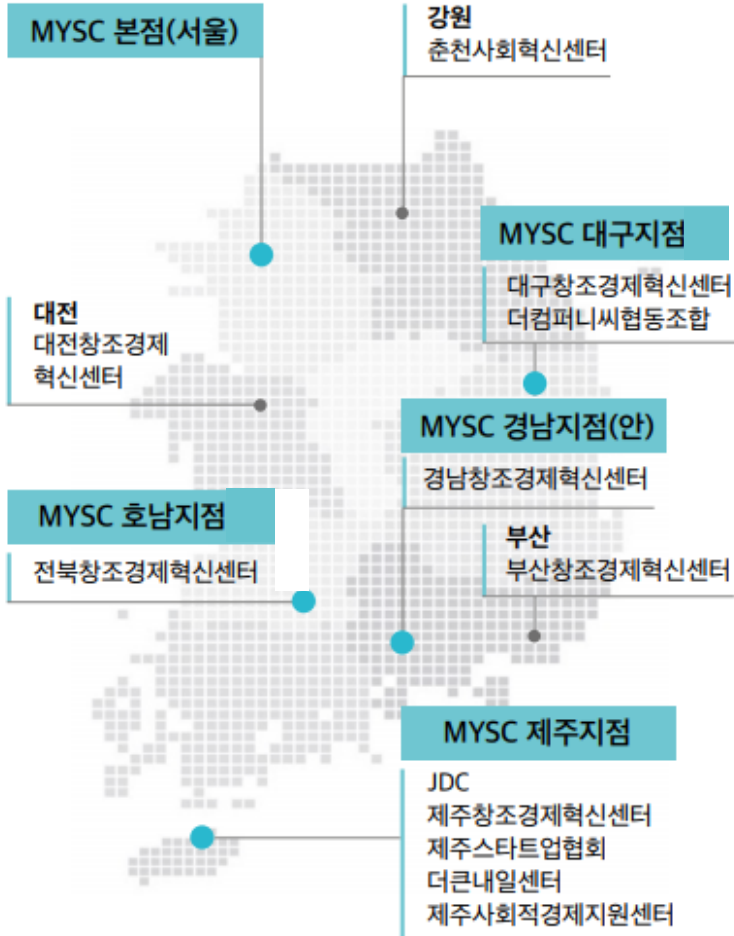 MYSC 본점(서울)
강원
춘천사회혁신센터
MYSC 대구지점
대구창조경제혁신센터
더컴퍼니씨협동조합
대전
대전창조경제
혁신센터
MYSC 경남지점(안)
경남창조경제혁신센터
MYSC 호남지점
전북창조경제혁신센터
부산
부산창조경제혁신센터
MYSC 제주지점
JDC
제주창조경제혁신센터
제주스타트업협회
더큰내일센터
제주사회적경제지원센터